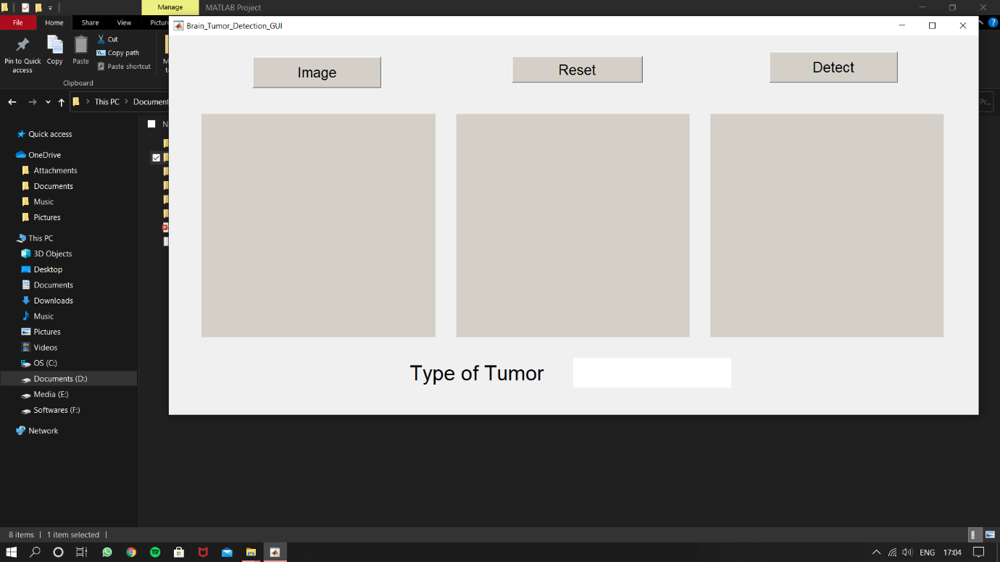 Manage
MATLAB Project
File
Home
Share
View
Brain_Tumor_Detection_GUI
Pin to Quick access
Copy
Paste
Cut
Copy path
Paste shortcut
Clipboard
This PC
Quick access
OneDrive
Attachments
Documents
Music
Pictures
This PC
3D Objects
Desktop
Documents
Downloads
Music
Pictures
Videos
OS (C:)
Documents (D:)
Media (E:)
Softwares (F:)
Network
Image
Reset
Detect
Type of Tumor
8 items
1 item selected
ENG
17:04